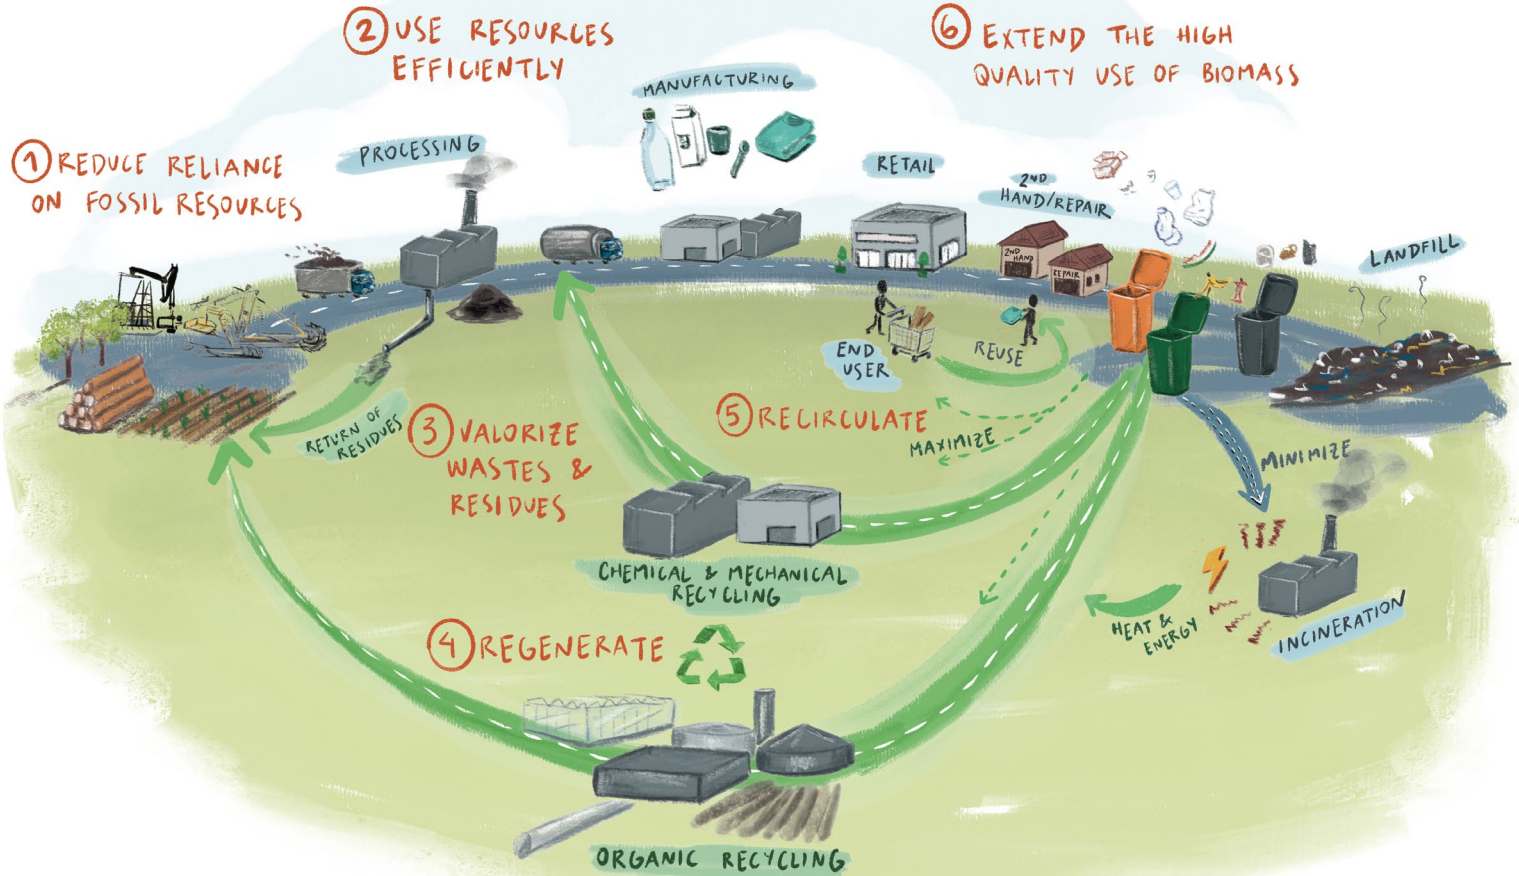 ② USE RESOURCES
EFFICIENTLY
⑥ EXTEND THE HIGH
QUALITY USE OF BIOMASS
MANUFACTURING
① REDUCE RELIANCE
ON FOSSIL RESOURCES
PROCESSING
RETAIL
2ND
HAND/REPAIR
LANDFILL
2ND
HAND
REPAIR
END
USER
REUSE
RETURN OF
RESIDUES
③ VALORIZE
WASTES &
RESIDUES
⑤ RECIRCULATE
MAXIMIZE
MINIMIZE
CHEMICAL & MECHANICAL
RECYCLING
HEAT &
ENERGY
INCINERATION
④ REGENERATE
ORGANIC RECYCLING